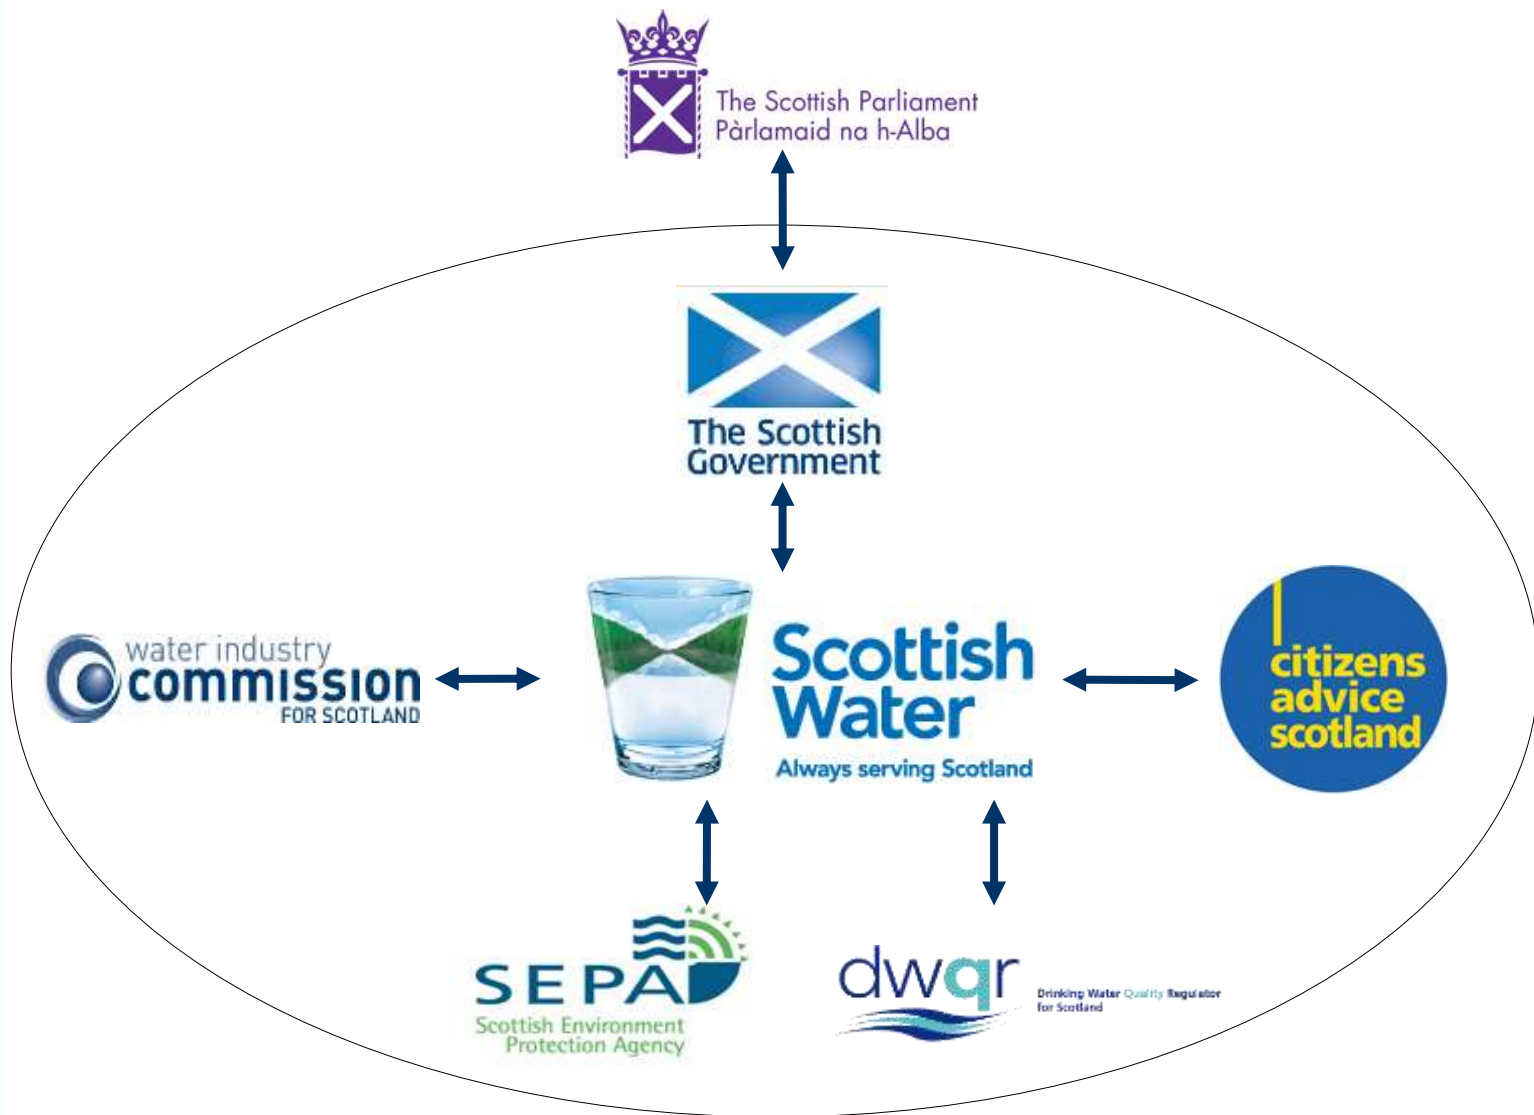 The Scottish Parliament
Pàrlamaid na h-Alba
The Scottish
Government
water industry
commission
FOR SCOTLAND
Scottish
Water
Always serving Scotland
citizens
advice
scotland
SEPA
Scottish Environment
Protection Agency
dwqr
Drinking Water Quality Regulator
for Scotland